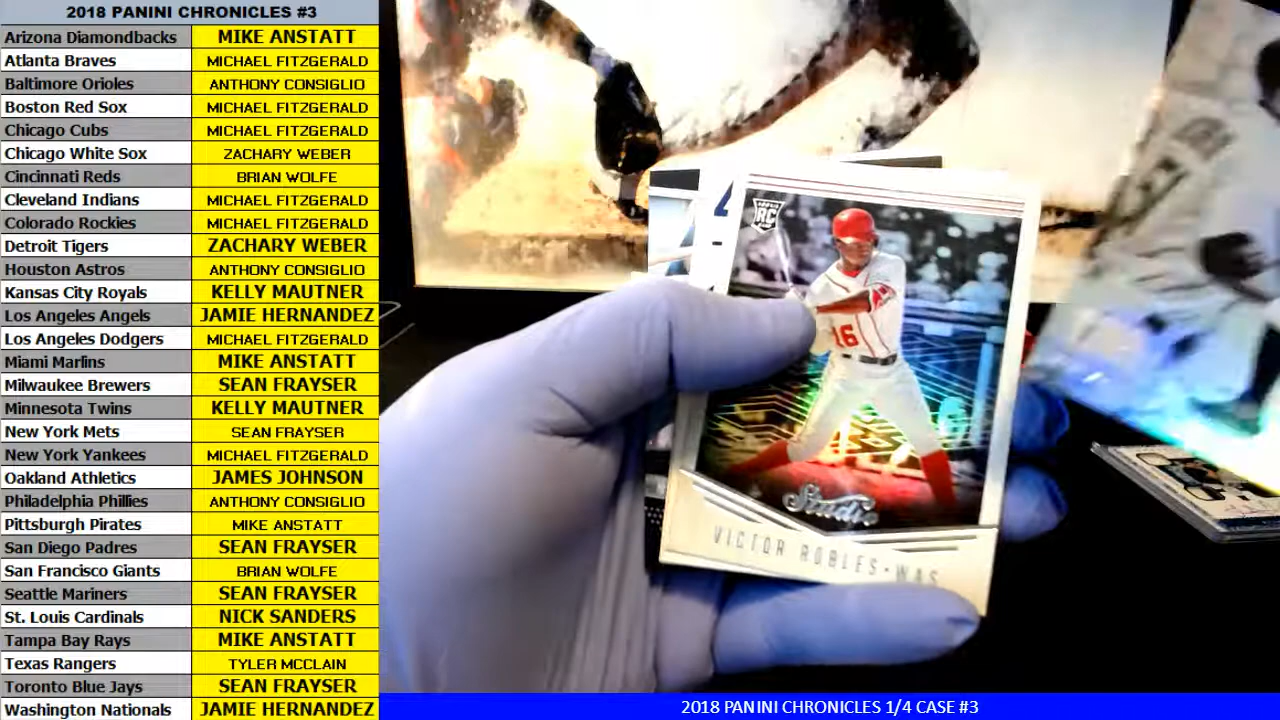 2018 PANINI CHRONICLES #3
Arizona Diamondbacks MIKE ANSTATT
Atlanta Braves MICHAEL FITZGERALD
Baltimore Orioles ANTHONY CONSIGLIO
Boston Red Sox MICHAEL FITZGERALD
Chicago Cubs MICHAEL FITZGERALD
Chicago White Sox ZACHARY WEBER
Cincinnati Reds BRIAN WOLFE
Cleveland Indians MICHAEL FITZGERALD
Colorado Rockies MICHAEL FITZGERALD
Detroit Tigers ZACHARY WEBER
Houston Astros ANTHONY CONSIGLIO
Kansas City Royals KELLY MAUTNER
Los Angeles Angels JAMIE HERNANDEZ
Los Angeles Dodgers MICHAEL FITZGERALD
Miami Marlins MIKE ANSTATT
Milwaukee Brewers SEAN FRAYSER
Minnesota Twins KELLY MAUTNER
New York Mets SEAN FRAYSER
New York Yankees MICHAEL FITZGERALD
Oakland Athletics JAMES JOHNSON
Philadelphia Phillies ANTHONY CONSIGLIO
Pittsburgh Pirates MIKE ANSTATT
San Diego Padres SEAN FRAYSER
San Francisco Giants BRIAN WOLFE
Seattle Mariners SEAN FRAYSER
St. Louis Cardinals NICK SANDERS
Tampa Bay Rays MIKE ANSTATT
Texas Rangers TYLER MCCLAIN
Toronto Blue Jays SEAN FRAYSER
Washington Nationals JAMIE HERNANDEZ
RC
16
Studio
VICTOR ROBLES • WAS
2018 PANINI CHRONICLES 1/4 CASE #3